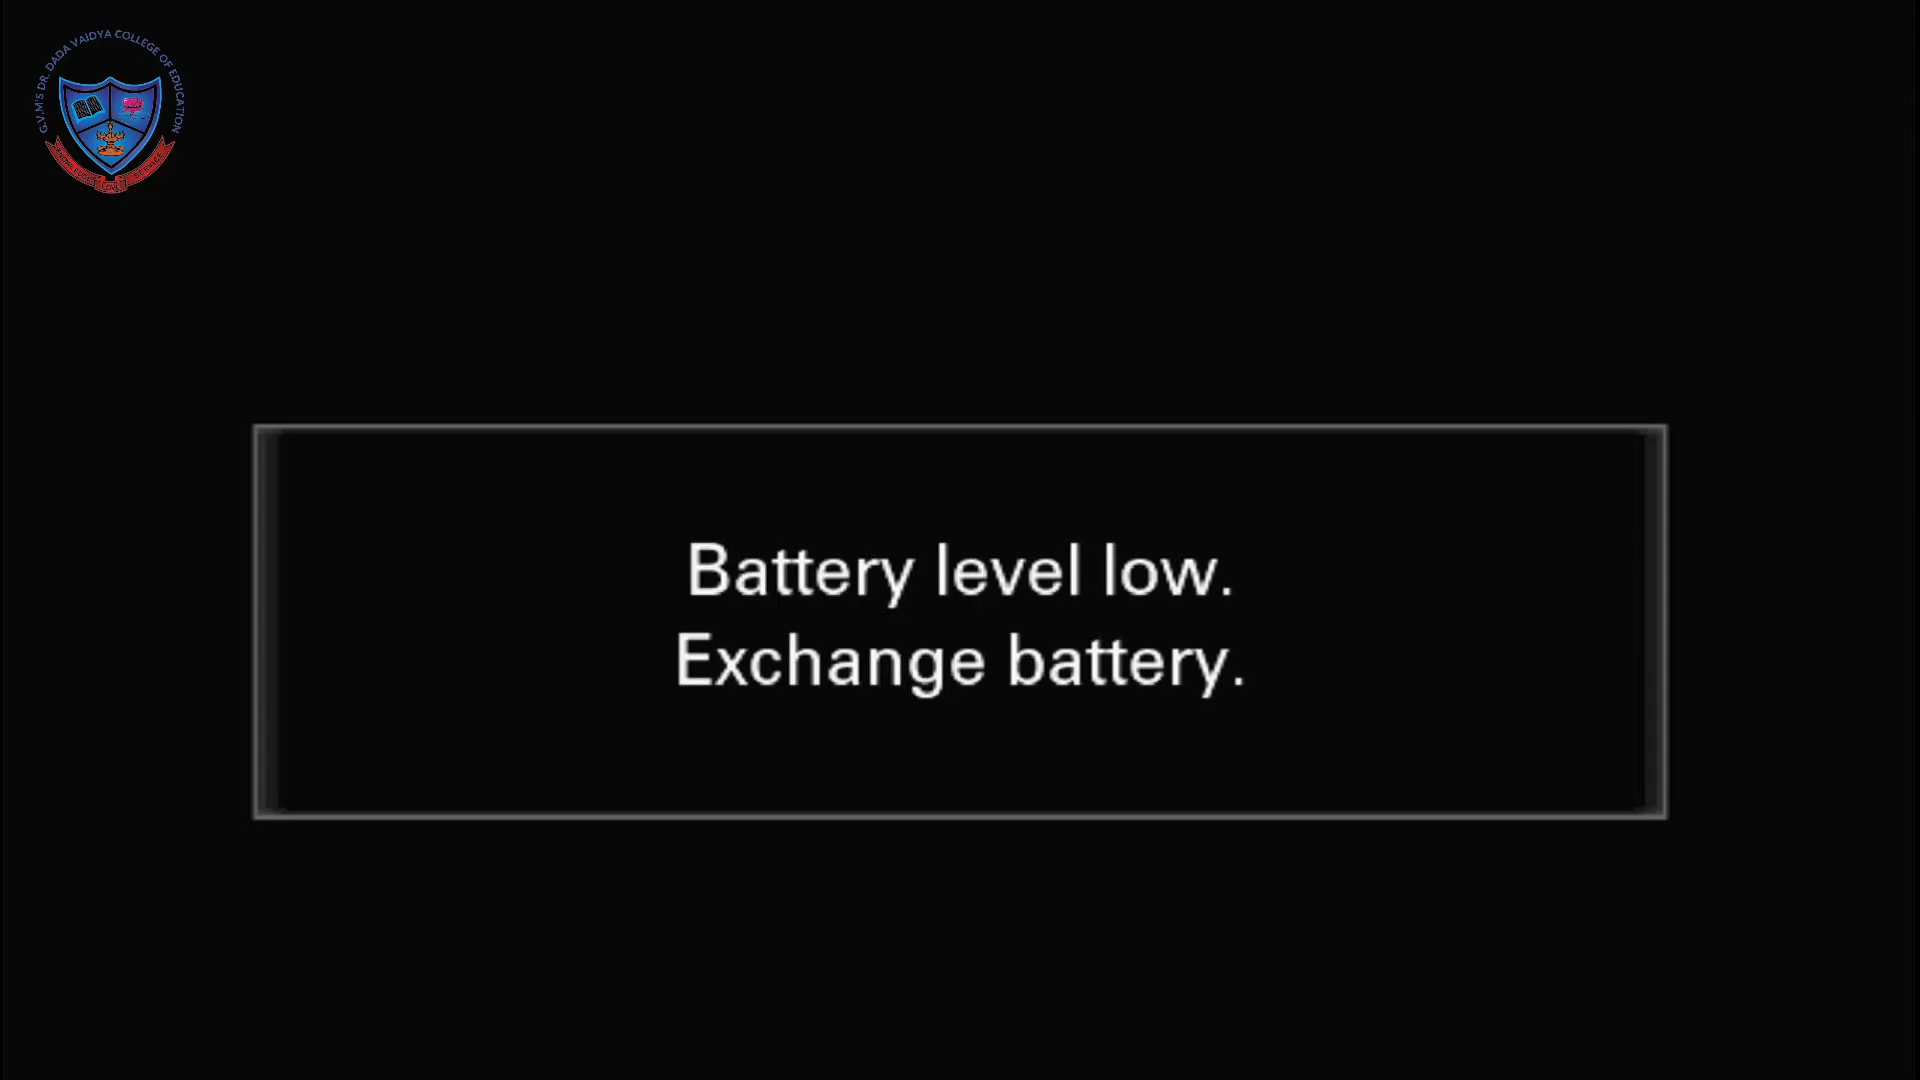 G.V.M'S DR. DADA VAIDYA COLLEGE OF EDUCATION
Battery level low.
Exchange battery.